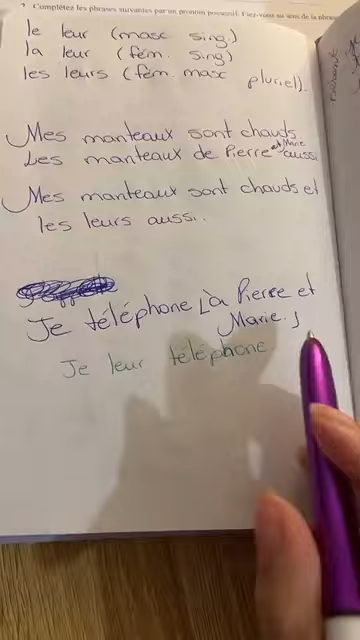 Complétez les phrases suivantes par un pronom possessif. Fiez-vous au sens de la phrase
le leur (masc sing.)
la leur (fém. sing)
les leurs (fém. masc pluriel).
Mes manteaux sont chauds.
Les manteaux de Pierre et Marie aussi
Mes manteaux sont chauds et
les leurs aussi.
Je téléphone [à Pierre et
Marie.]
Je leur téléphone